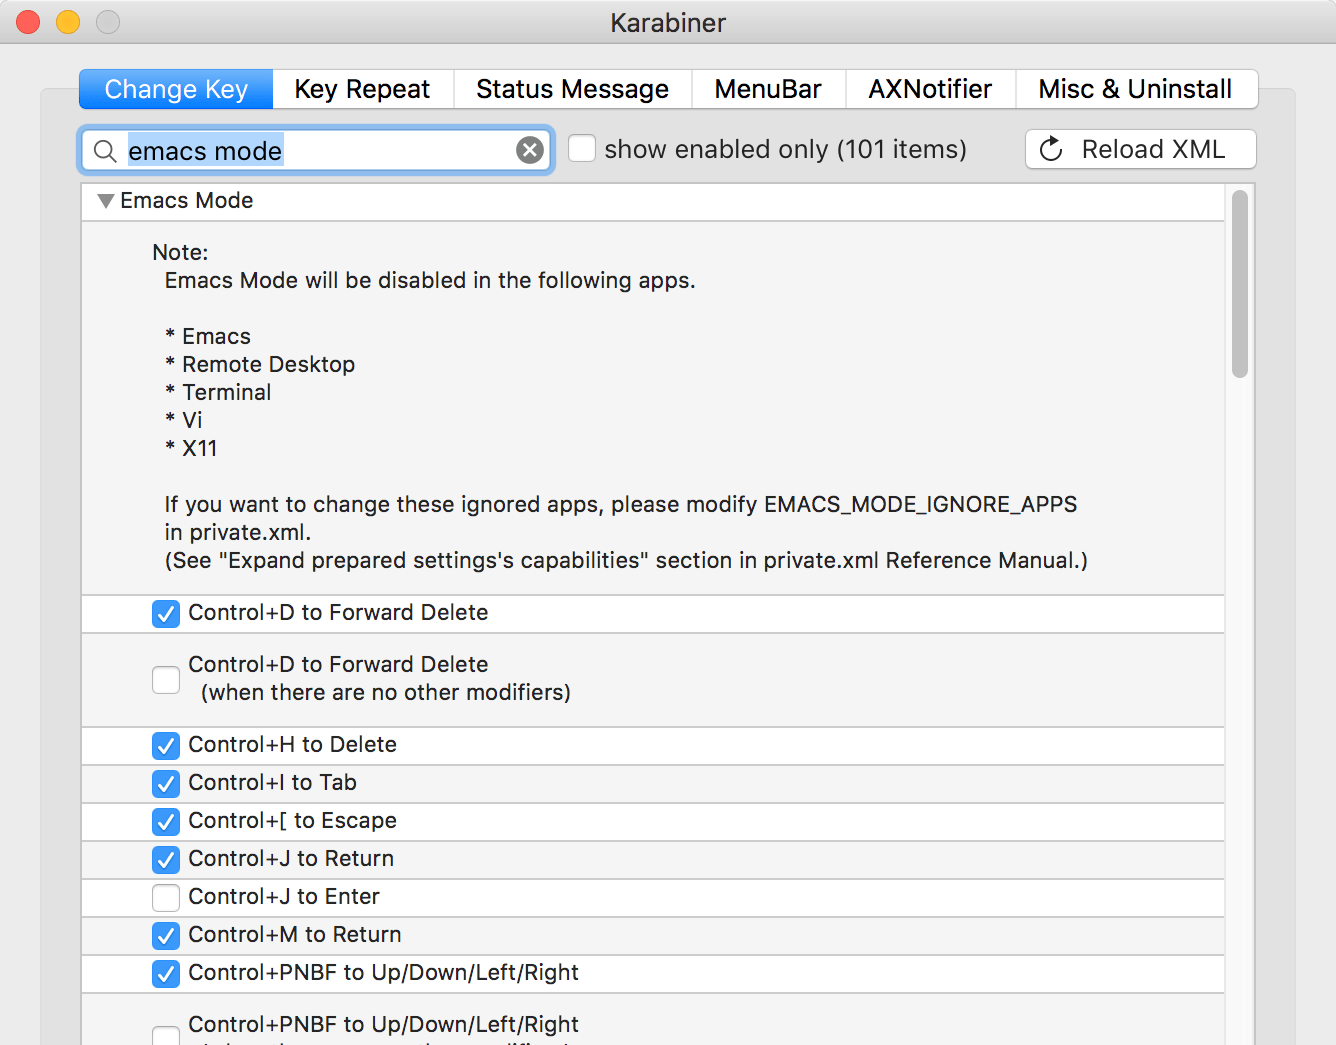 Karabiner
Change Key
Key Repeat
Status Message
MenuBar
AXNotifier
Misc & Uninstall
emacs mode
show enabled only (101 items)
Reload XML
Emacs Mode
Note:
Emacs Mode will be disabled in the following apps.
* Emacs
* Remote Desktop
* Terminal
* Vi
* X11
If you want to change these ignored apps, please modify EMACS_MODE_IGNORE_APPS
in private.xml.
(See "Expand prepared settings's capabilities" section in private.xml Reference Manual.)
Control+D to Forward Delete
Control+D to Forward Delete
(when there are no other modifiers)
Control+H to Delete
Control+I to Tab
Control+[ to Escape
Control+J to Return
Control+J to Enter
Control+M to Return
Control+PNBF to Up/Down/Left/Right
Control+PNBF to Up/Down/Left/Right